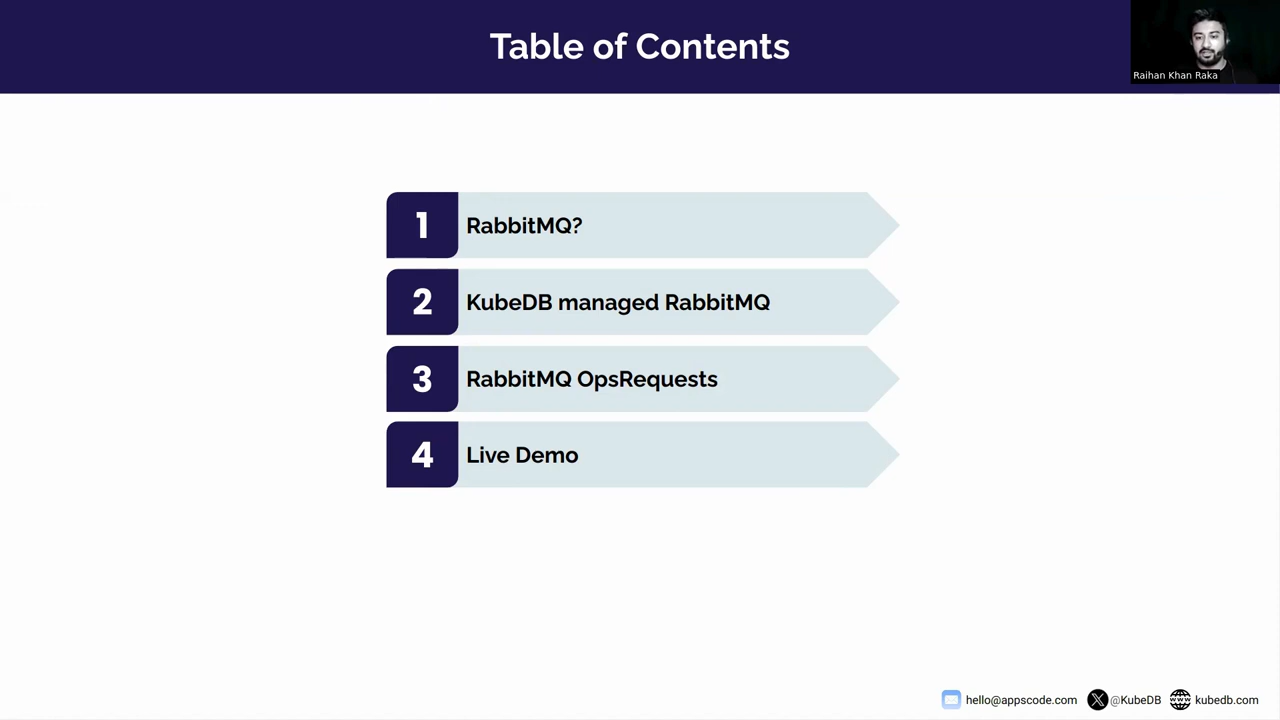 Table of Contents
Raihan Khan Raka
1 RabbitMQ?
2 KubeDB managed RabbitMQ
3 RabbitMQ OpsRequests
4 Live Demo
hello@appscode.com @KubeDB kubedb.com